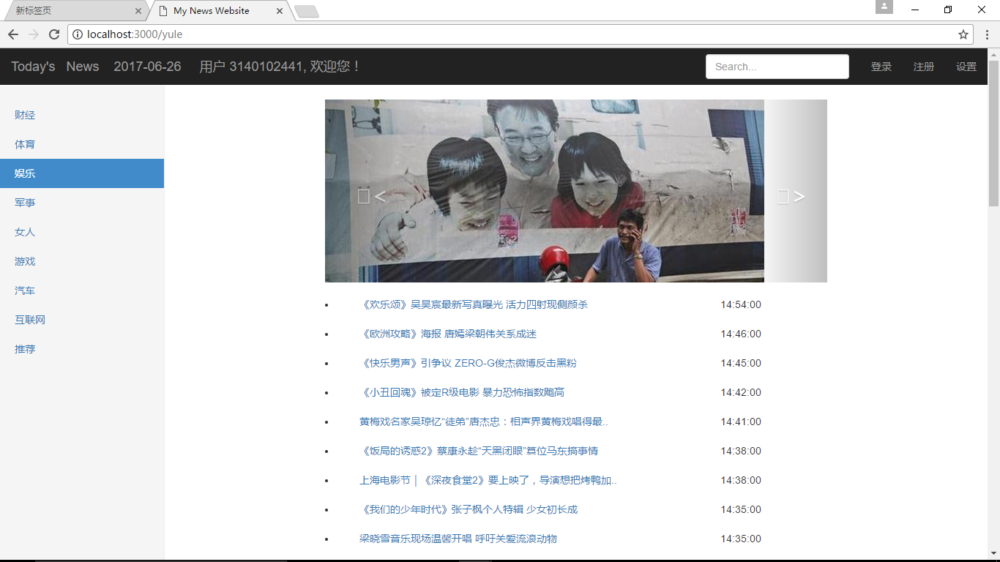 新标签页
My News Website
localhost:3000/yule
Today's News 2017-06-26 用户 3140102441, 欢迎您！ Search... 登录 注册 设置
财经
体育
娱乐
军事
女人
游戏
汽车
互联网
推荐
< >
《欢乐颂》吴昊宸最新写真曝光 活力四射现侧颜杀 14:54:00
《欧洲攻略》海报 唐嫣梁朝伟关系成迷 14:46:00
《快乐男声》引争议 ZERO-G俊杰微博反击黑粉 14:45:00
《小丑回魂》被定R级电影 暴力恐怖指数飑高 14:42:00
黄梅戏名家吴琼忆“徒弟”唐杰忠：相声界黄梅戏唱得最.. 14:41:00
《饭局的诱惑2》蔡康永趁“天黑闭眼”篡位马东搞事情 14:38:00
上海电影节｜《深夜食堂2》要上映了，导演想把烤鸭加.. 14:38:00
《我们的少年时代》张子枫个人特辑 少女初长成 14:35:00
梁晓雪音乐现场温馨开唱 呼吁关爱流浪动物 14:35:00